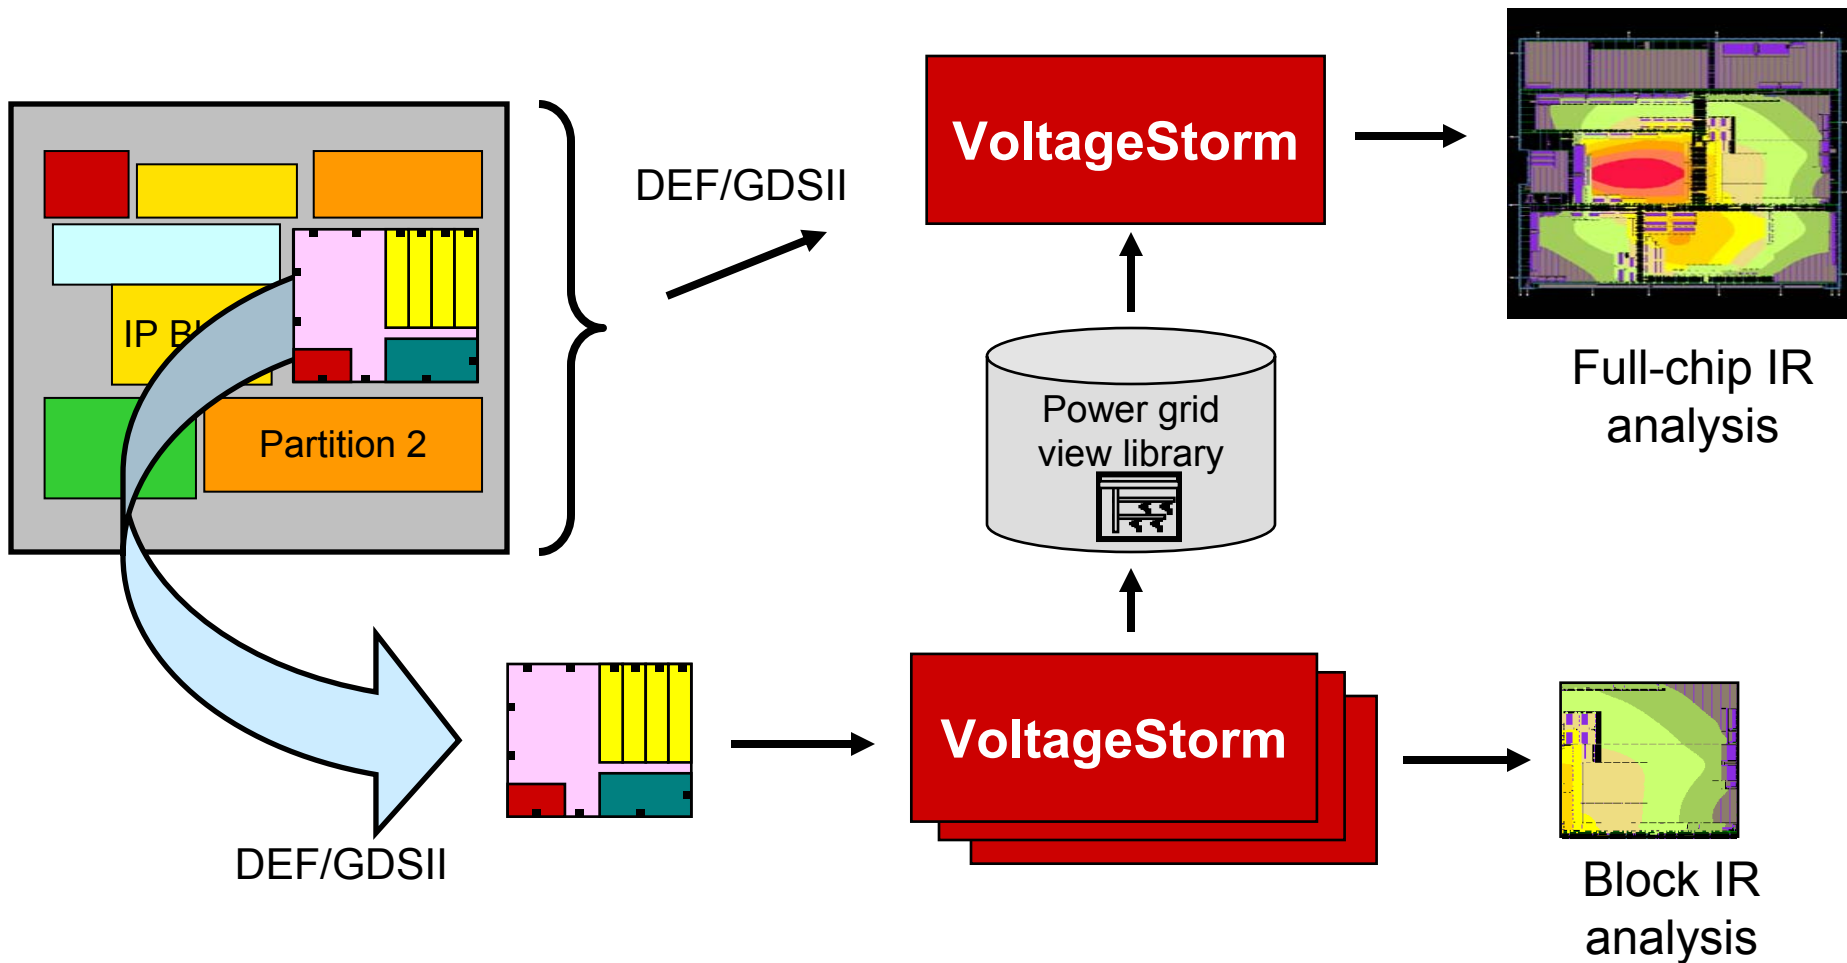 VoltageStorm
DEF/GDSII
IP
Partition 2
Power grid
view library
Full-chip IR
analysis
VoltageStorm
DEF/GDSII
Block IR
analysis